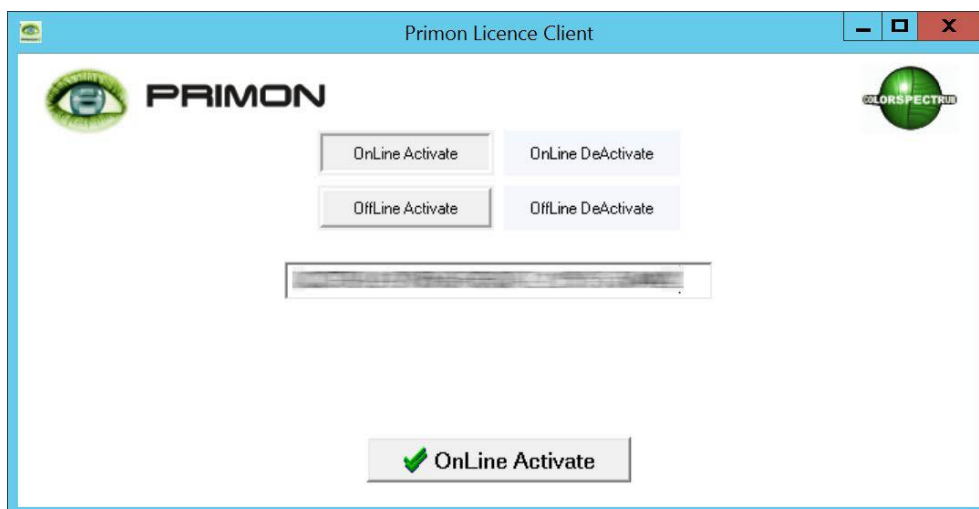 Primon Licence Client
PRIMON
COLORSPECTRUM
OnLine Activate
OnLine DeActivate
OffLine Activate
OffLine DeActivate
OnLine Activate